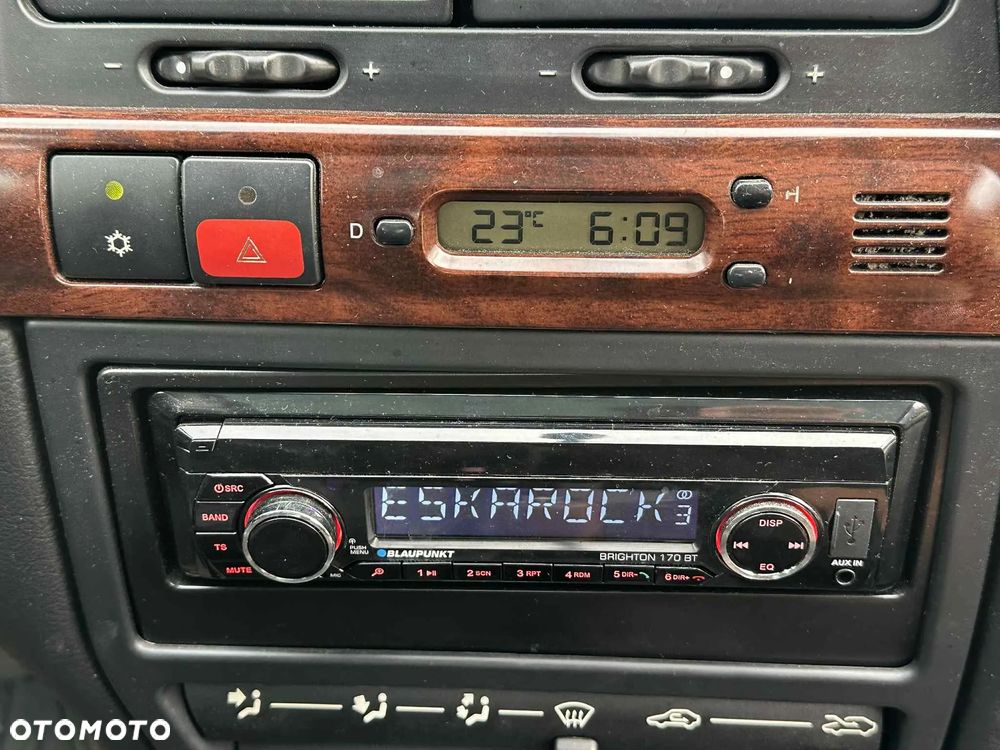 - +
- +
D 23°C 6:09 H
ESKAROCK 3
SRC
BAND
TS
MUTE
PUSH
MENU
MIC
BLAUPUNKT
BRIGHTON 170 BT
1 2 SCN 3 RPT 4 RDM 5 DIR- 6 DIR+
DISP
EQ
AUX IN
OTOMOTO